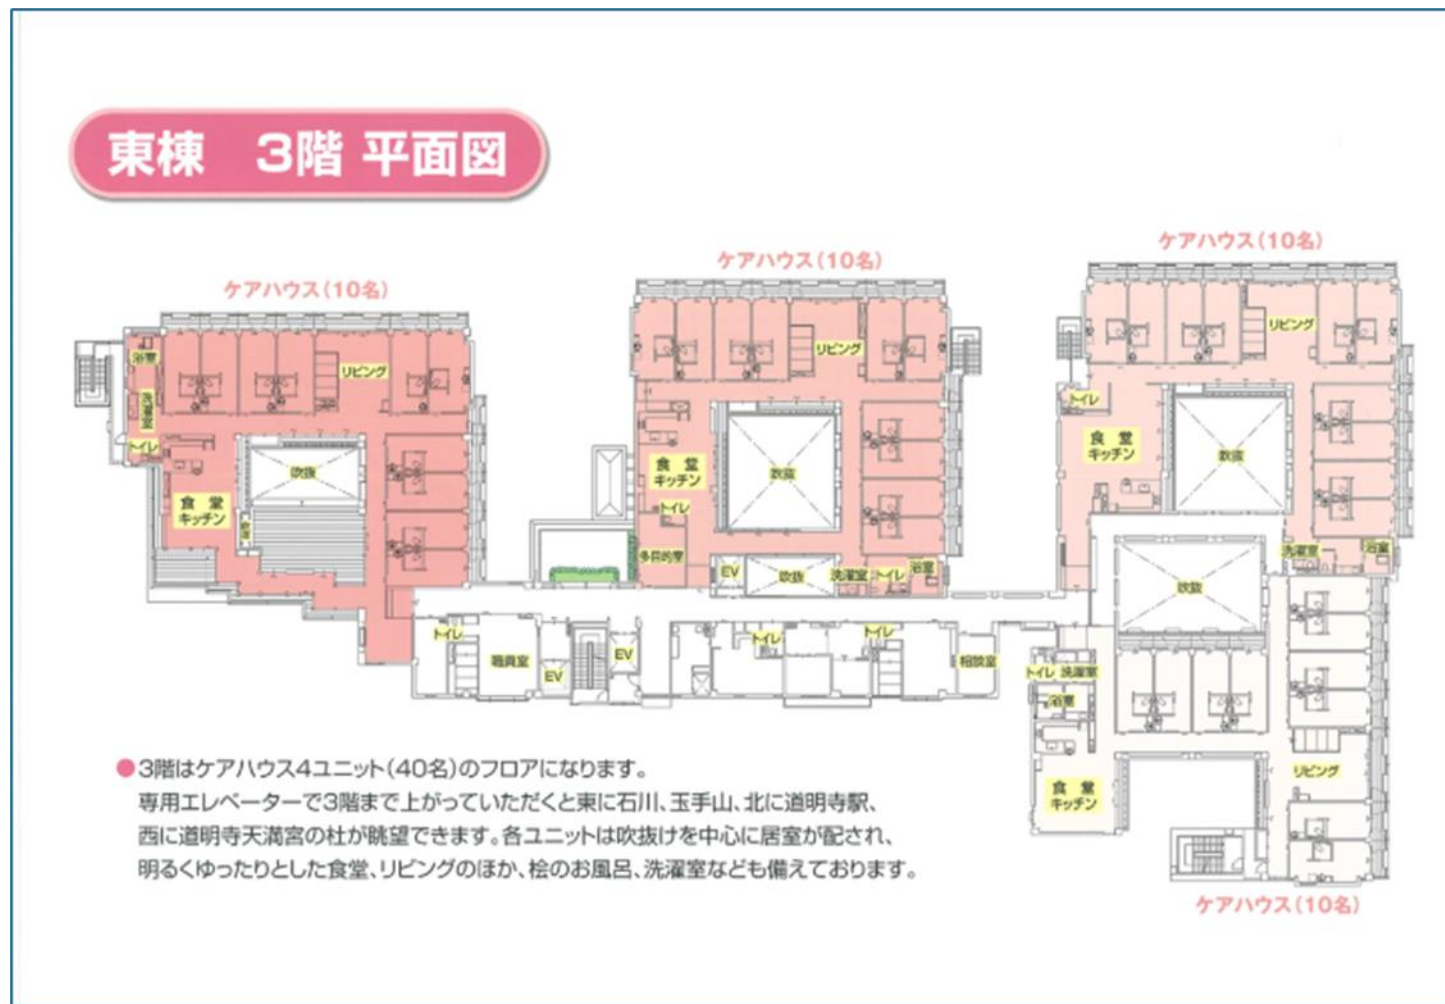 東棟 3階 平面図
ケアハウス(10名)
ケアハウス(10名)
ケアハウス(10名)
浴室
リビング
洗濯室
トイレ
吹抜
食堂
キッチン
リビング
吹抜
食堂
キッチン
トイレ
多目的室
EV
吹抜
洗濯室
トイレ
浴室
リビング
トイレ
食堂
キッチン
吹抜
洗濯室
浴室
吹抜
トイレ
職員室
EV
EV
トイレ
トイレ
相談室
トイレ
洗濯室
浴室
食堂
キッチン
リビング
ケアハウス(10名)
●3階はケアハウス4ユニット(40名)のフロアになります。
専用エレベーターで3階まで上がっていただくと東に石川、玉手山、北に道明寺駅、
西に道明寺天満宮の杜が眺望できます。各ユニットは吹抜けを中心に居室が配され、
明るくゆったりとした食堂、リビングのほか、桧のお風呂、洗濯室なども備えております。